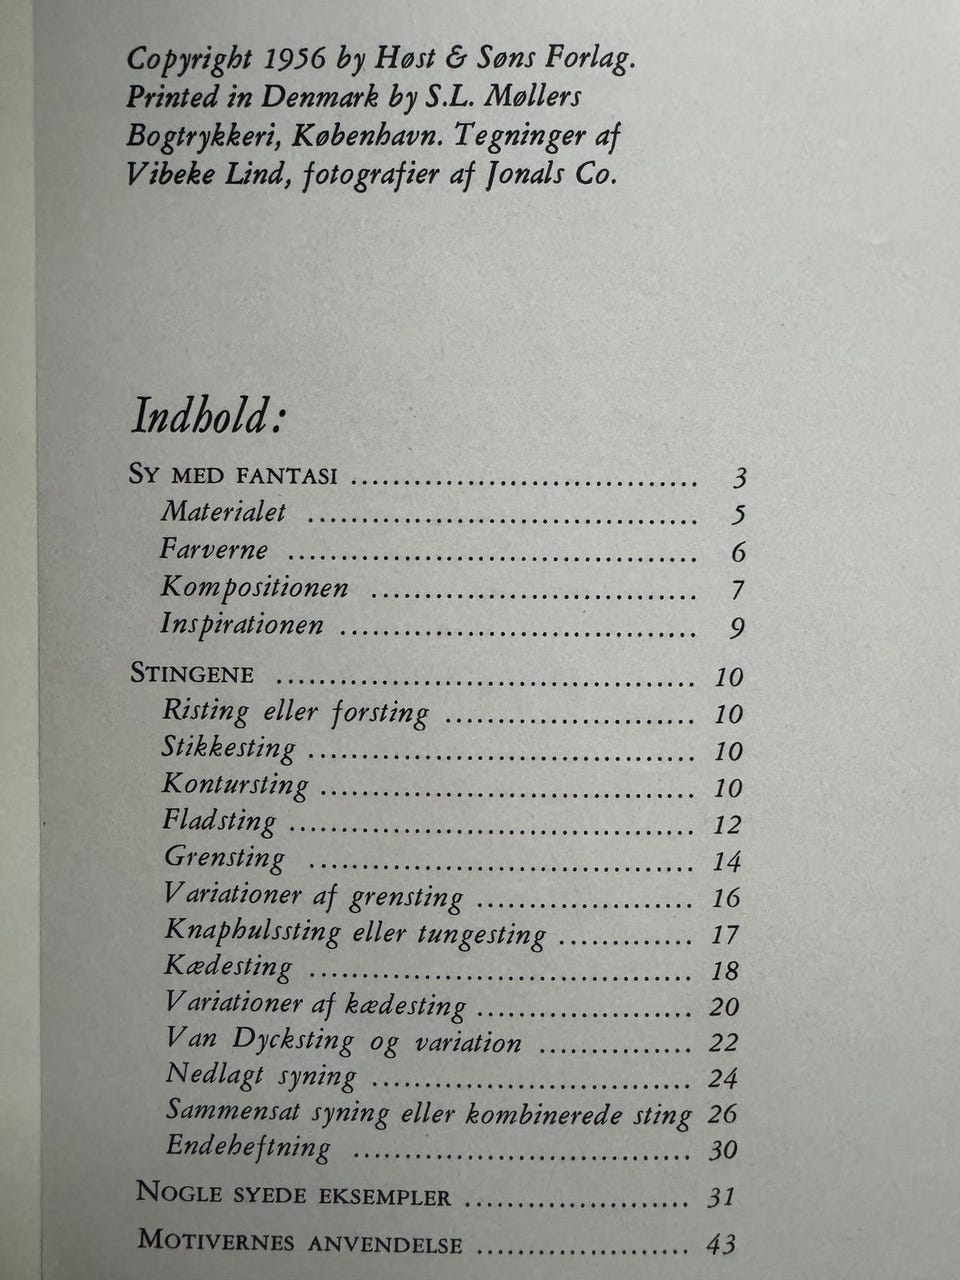 Copyright 1956 by Høst & Søns Forlag.
Printed in Denmark by S.L. Møllers
Bogtrykkeri, København. Tegninger af
Vibeke Lind, fotografier af Jonals Co.
Indhold:
SY MED FANTASI ................................. 3
Materialet ..................................... 5
Farverne ....................................... 6
Kompositionen ............................... 7
Inspirationen .................................. 9
STINGENE ........................................ 10
Risting eller forsting ........................ 10
Stikkesting ..................................... 10
Kontursting .................................... 10
Fladsting ....................................... 12
Grensting ..................................... 14
Variationer af grensting ..................... 16
Knaphulssting eller tungesting ............. 17
Kædesting ..................................... 18
Variationer af kædesting ..................... 20
Van Dycksting og variation ............... 22
Nedlagt syning ............................... 24
Sammensat syning eller kombinerede sting 26
Endeheftning ................................. 30
NOGLE SYEDE EKSEMPLER ...................... 31
MOTIVERNES ANVENDELSE ..................... 43